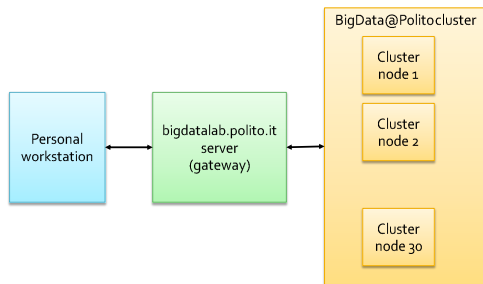 BigData@Politocluster
Cluster
node 1
Cluster
node 2
Personal
workstation
bigdatalab.polito.it
server
(gateway)
Cluster
node 30